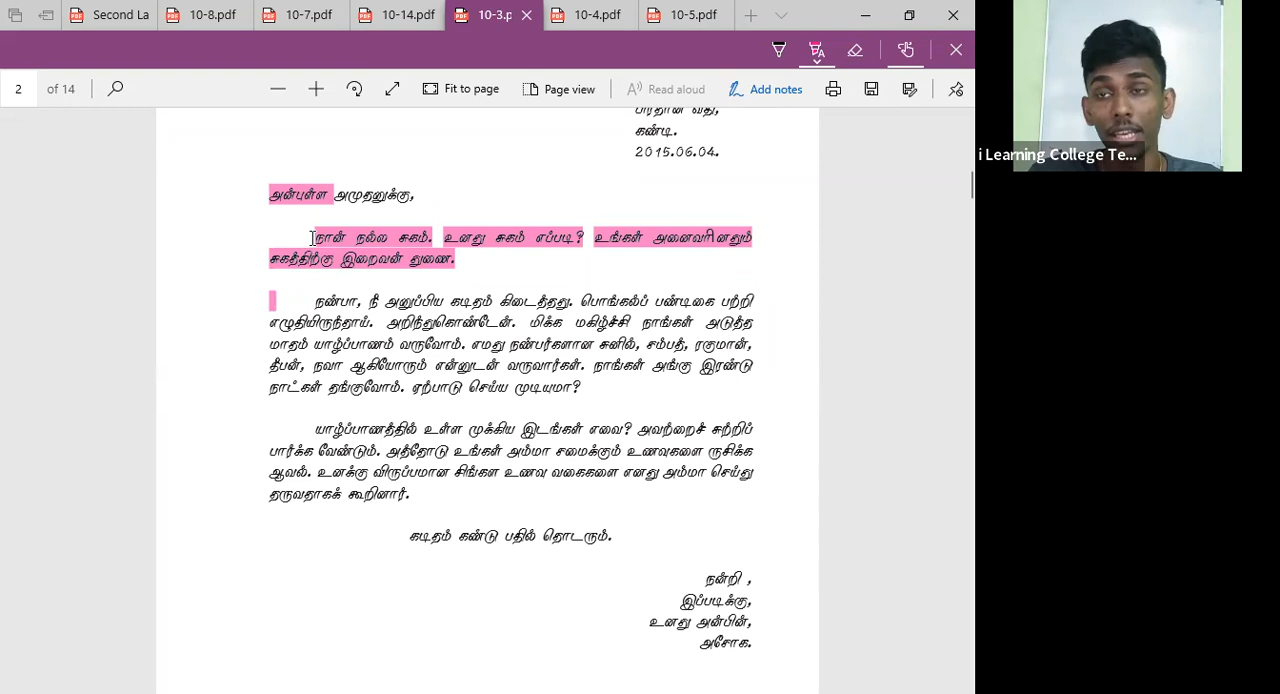 Second La 10-8.pdf 10-7.pdf 10-14.pdf 10-3.p 10-4.pdf 10-5.pdf
2 of 14 Fit to page Page view Read aloud Add notes
பிரதான வீதி,
கண்டி.
2015.06.04.
i Learning College Te...
அன்புள்ள அமுதனுக்கு,
நான் நல்ல சுகம். உனது சுகம் எப்படி? உங்கள் அனைவரினதும்
சுகத்திற்கு இறைவன் துணை.
நண்பா, நீ அனுப்பிய கடிதம் கிடைத்தது. பொங்கல்ப் பண்டிகை பற்றி
எழுதியிருந்தாய். அறிந்துகொண்டேன். மிக்க மகிழ்ச்சி நாங்கள் அடுத்த
மாதம் யாழ்ப்பாணம் வருவோம். எமது நண்பர்களான சுனில், சம்பத், ரகுமான்,
தீபன், நவா ஆகியோரும் என்னுடன் வருவார்கள். நாங்கள் அங்கு இரண்டு
நாட்கள் தங்குவோம். ஏற்பாடு செய்ய முடியுமா?
யாழ்ப்பாணத்தில் உள்ள முக்கிய இடங்கள் எவை? அவற்றைச் சுற்றிப்
பார்க்க வேண்டும். அத்தோடு உங்கள் அம்மா சமைக்கும் உணவுகளை ருசிக்க
ஆவல். உனக்கு விருப்பமான சிங்கள உணவு வகைகளை எனது அம்மா செய்து
தருவதாகக் கூறினார்.
கடிதம் கண்டு பதில் தொடரும்.
நன்றி ,
இப்படிக்கு,
உனது அன்பின்,
அசோக.